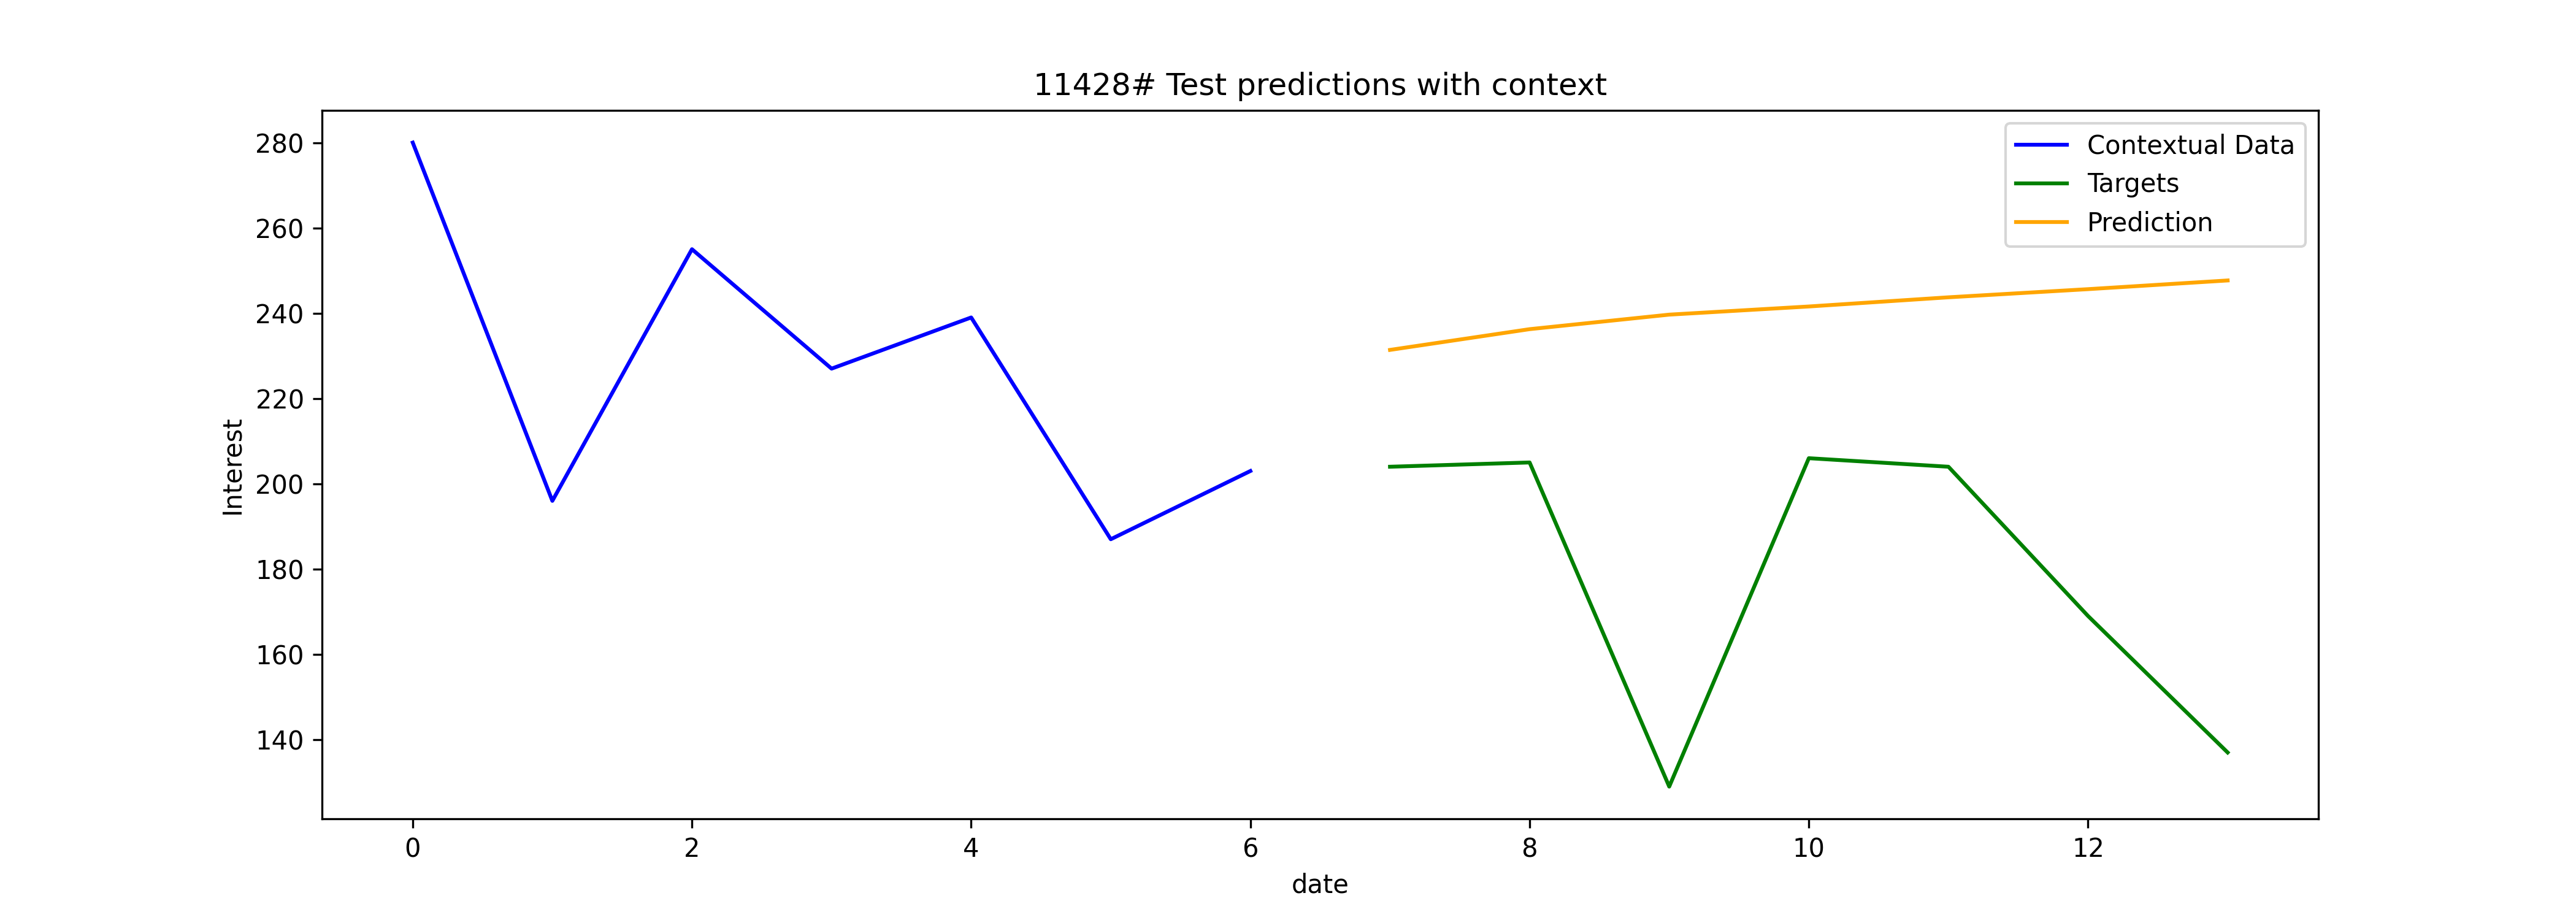 11428# Test predictions with context
Contextual Data
Targets
Prediction
280
260
240
220
200
180
160
140
Interest
0 2 4 6 8 10 12
date